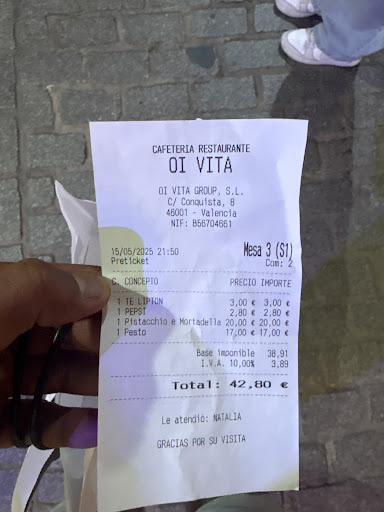 CAFETERIA RESTAURANTE
OI VITA
OI VITA GROUP, S.L.
C/ Conquista, 8
46001 - Valencia
NIF: B56704661
15/05/2025 21:50 Mesa 3 (S1)
Preticket Com: 2
C. CONCEPTO PRECIO IMPORTE
1 TE LIPTON 3,00 € 3,00 €
1 PEPSI 2,80 € 2,80 €
1 Pistacchio e Mortadella 20,00 € 20,00 €
1 Pesto 17,00 € 17,00 €
Base imponible 38,91
I.V.A. 10,00% 3,89
Total: 42,80 €
Le atendió: NATALIA
GRACIAS POR SU VISITA